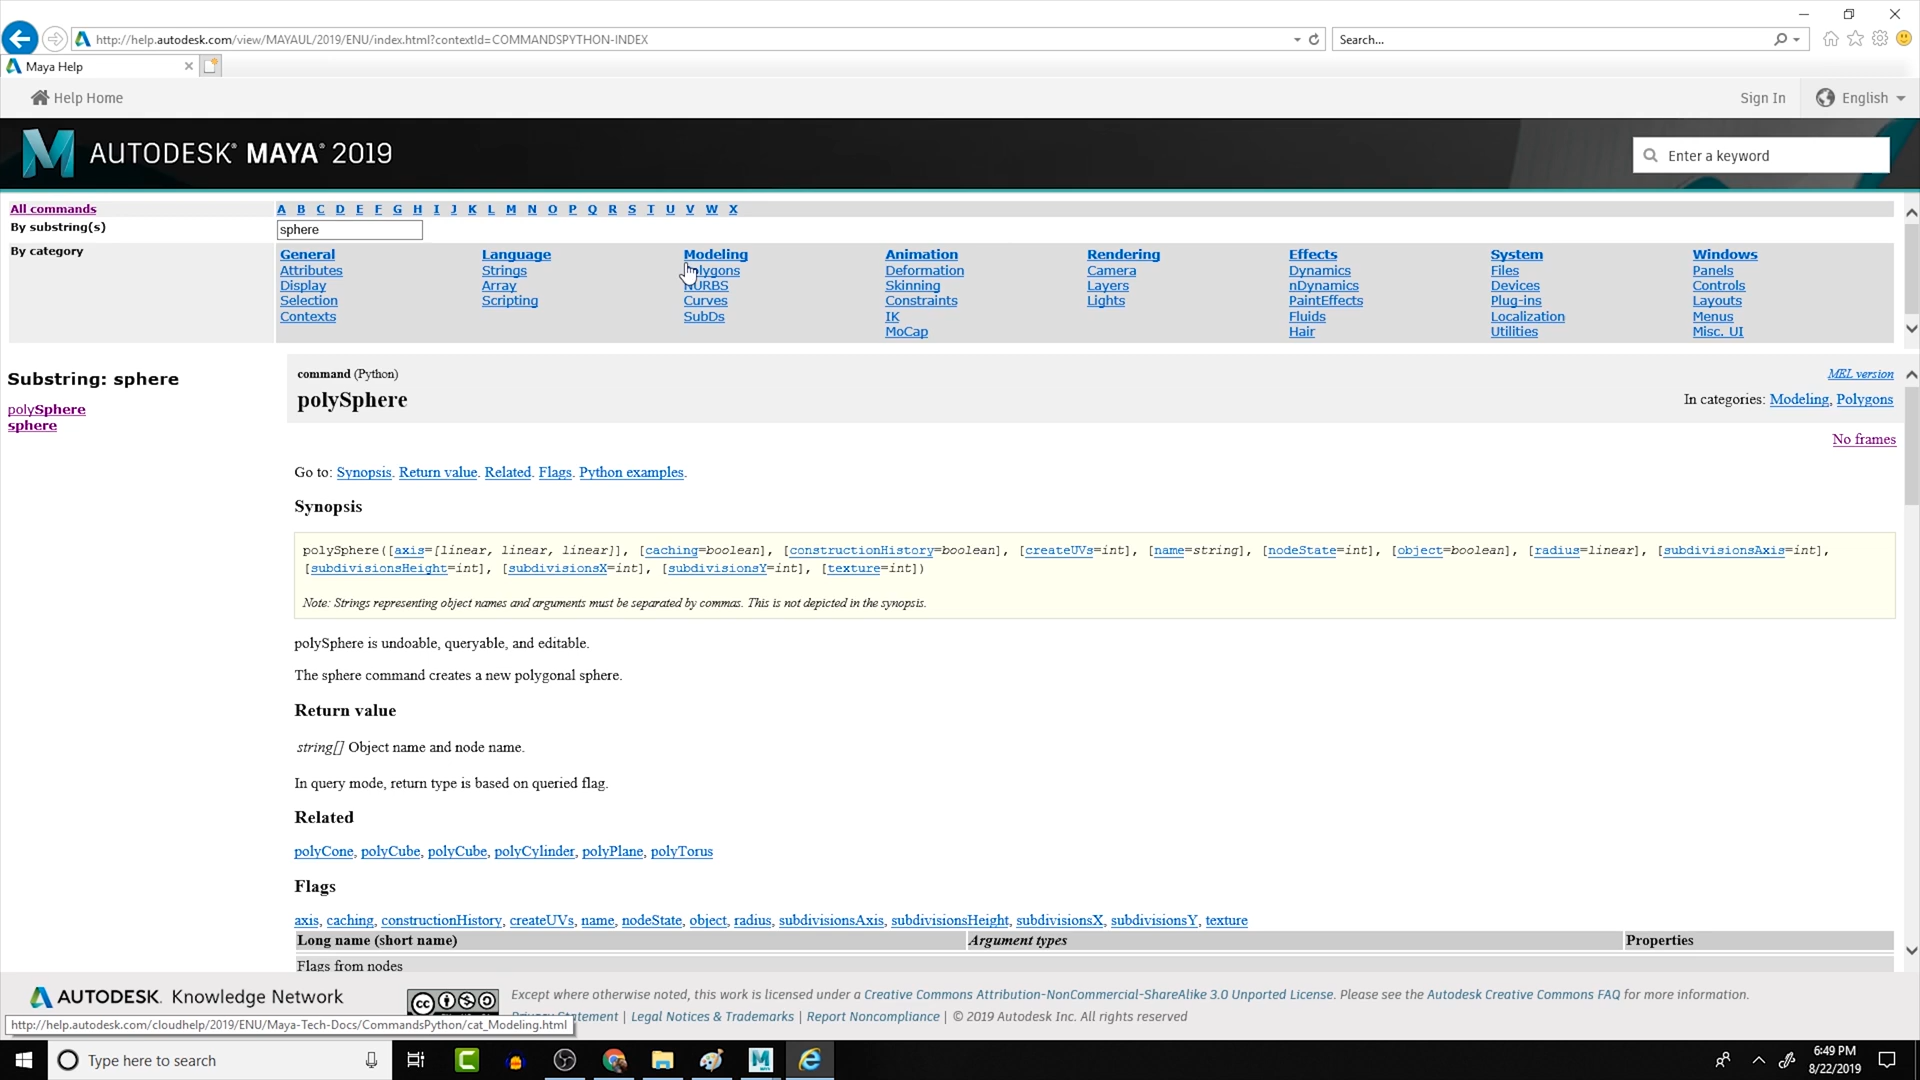 http://help.autodesk.com/view/MAYAUL/2019/ENU/index.html?contextId=COMMANDSPYTHON-INDEX
Search...
Maya Help
Help Home
Sign In
English
AUTODESK® MAYA® 2019
Enter a keyword
All commands
A B C D E F G H I J K L M N O P Q R S T U V W X
By substring(s)
sphere
By category
General Language Modeling Animation Rendering Effects System Windows
Attributes Strings Polygons Deformation Camera Dynamics Files Panels
Display Array NURBS Skinning Layers nDynamics Devices Controls
Selection Scripting Curves Constraints Lights PaintEffects Plug-ins Layouts
Contexts SubDs IK Fluids Localization Menus
MoCap Hair Utilities Misc. UI
Substring: sphere
polySphere
sphere
command (Python)
MEL version
polySphere
In categories: Modeling, Polygons
No frames
Go to: Synopsis. Return value. Related. Flags. Python examples.
Synopsis
polySphere([axis=[linear, linear, linear]], [caching=boolean], [constructionHistory=boolean], [createUVs=int], [name=string], [nodeState=int], [object=boolean], [radius=linear], [subdivisionsAxis=int],
[subdivisionsHeight=int], [subdivisionsX=int], [subdivisionsY=int], [texture=int])
Note: Strings representing object names and arguments must be separated by commas. This is not depicted in the synopsis.
polySphere is undoable, queryable, and editable.
The sphere command creates a new polygonal sphere.
Return value
string[] Object name and node name.
In query mode, return type is based on queried flag.
Related
polyCone, polyCube, polyCube, polyCylinder, polyPlane, polyTorus
Flags
axis, caching, constructionHistory, createUVs, name, nodeState, object, radius, subdivisionsAxis, subdivisionsHeight, subdivisionsX, subdivisionsY, texture
Long name (short name) Argument types Properties
Flags from nodes
AUTODESK. Knowledge Network
cc
Except where otherwise noted, this work is licensed under a Creative Commons Attribution-NonCommercial-ShareAlike 3.0 Unported License. Please see the Autodesk Creative Commons FAQ for more information.
Privacy Statement | Legal Notices & Trademarks | Report Noncompliance | © 2019 Autodesk Inc. All rights reserved
http://help.autodesk.com/cloudhelp/2019/ENU/Maya-Tech-Docs/CommandsPython/cat_Modeling.html
Type here to search
6:49 PM
8/22/2019